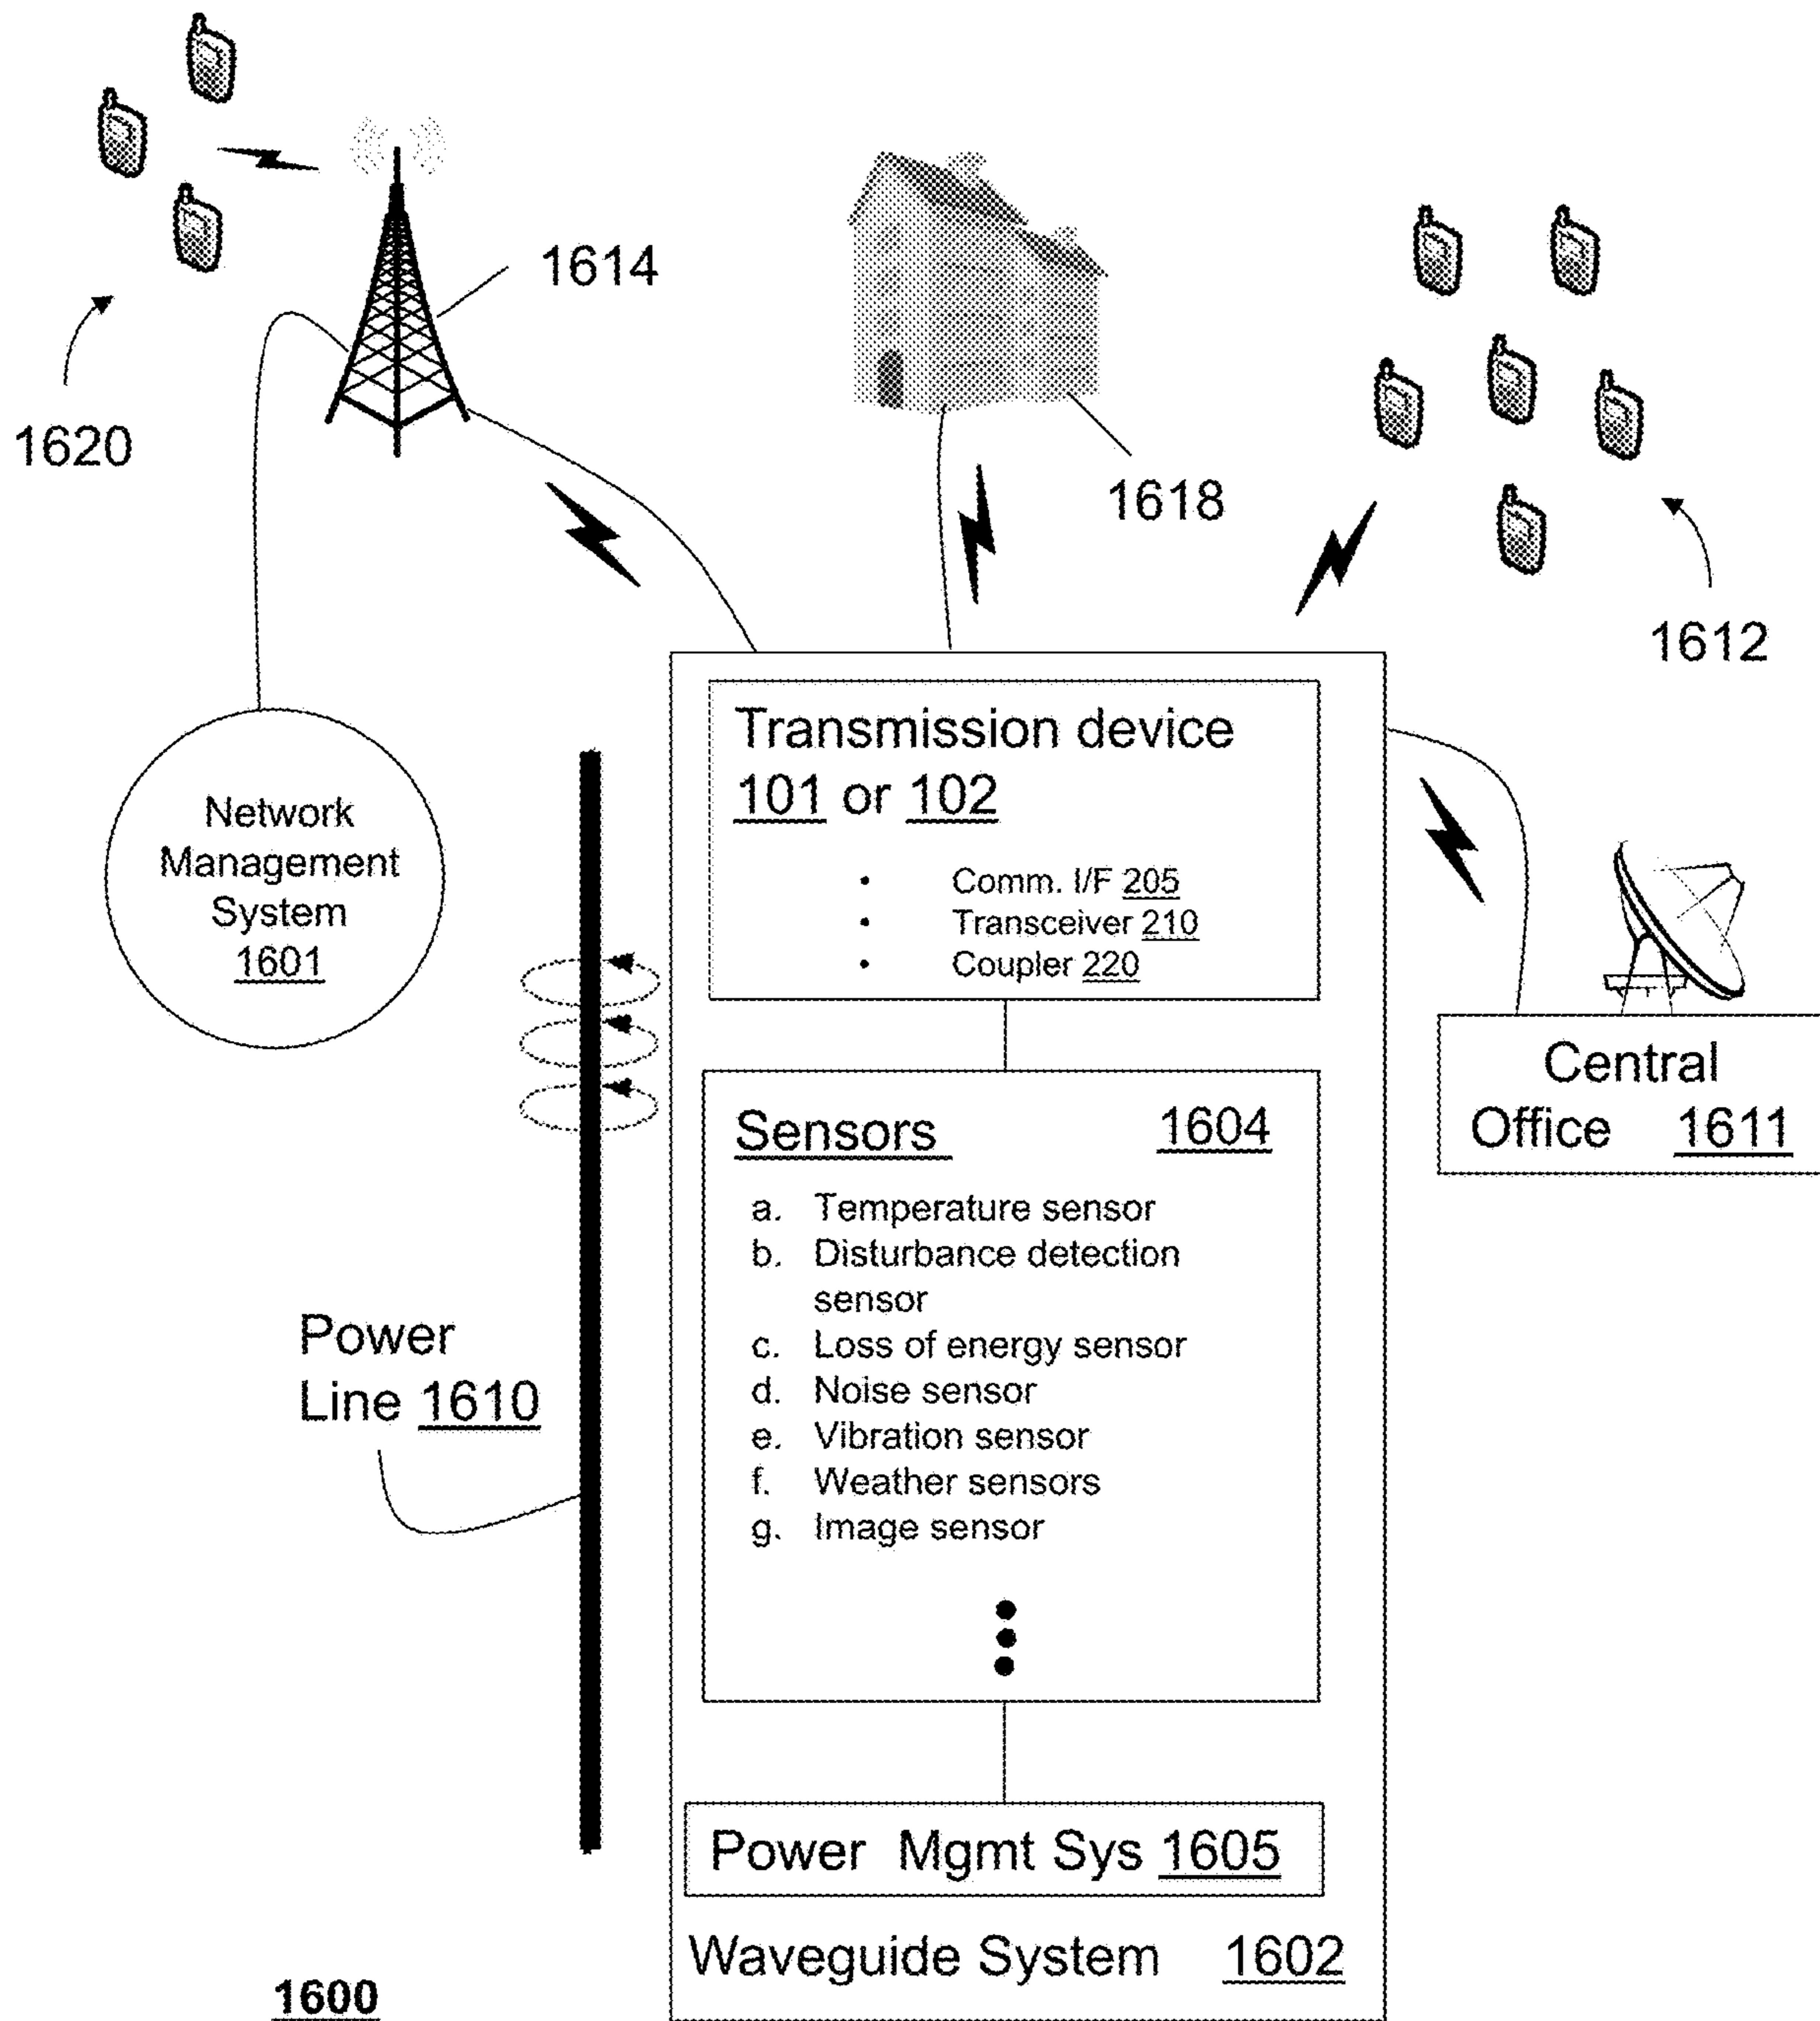 1614
1620
1618
1612
Transmission device
101 or 102
• Comm. I/F 205
• Transceiver 210
• Coupler 220
Network
Management
System
1601
Central
Office 1611
Sensors 1604
a. Temperature sensor
b. Disturbance detection
sensor
c. Loss of energy sensor
d. Noise sensor
e. Vibration sensor
f. Weather sensors
g. Image sensor
Power
Line 1610
Power Mgmt Sys 1605
Waveguide System 1602
1600